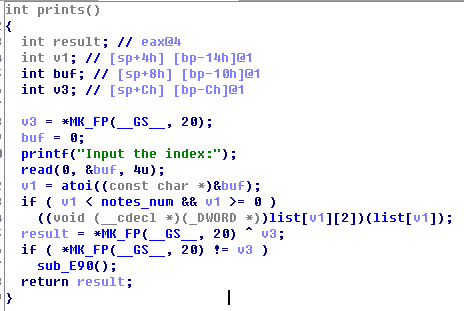 int prints()
{
int result; // eax@4
int v1; // [sp+4h] [bp-14h]@1
int buf; // [sp+8h] [bp-10h]@1
int v3; // [sp+Ch] [bp-Ch]@1
v3 = *MK_FP(__GS__, 20);
buf = 0;
printf("Input the index:");
read(0, &buf, 4u);
v1 = atoi((const char *)&buf);
if ( v1 < notes_num && v1 >= 0 )
((void (__cdecl *)(_DWORD *))list[v1][2])(list[v1]);
result = *MK_FP(__GS__, 20) ^ v3;
if ( *MK_FP(__GS__, 20) != v3 )
sub_E90();
return result;
}